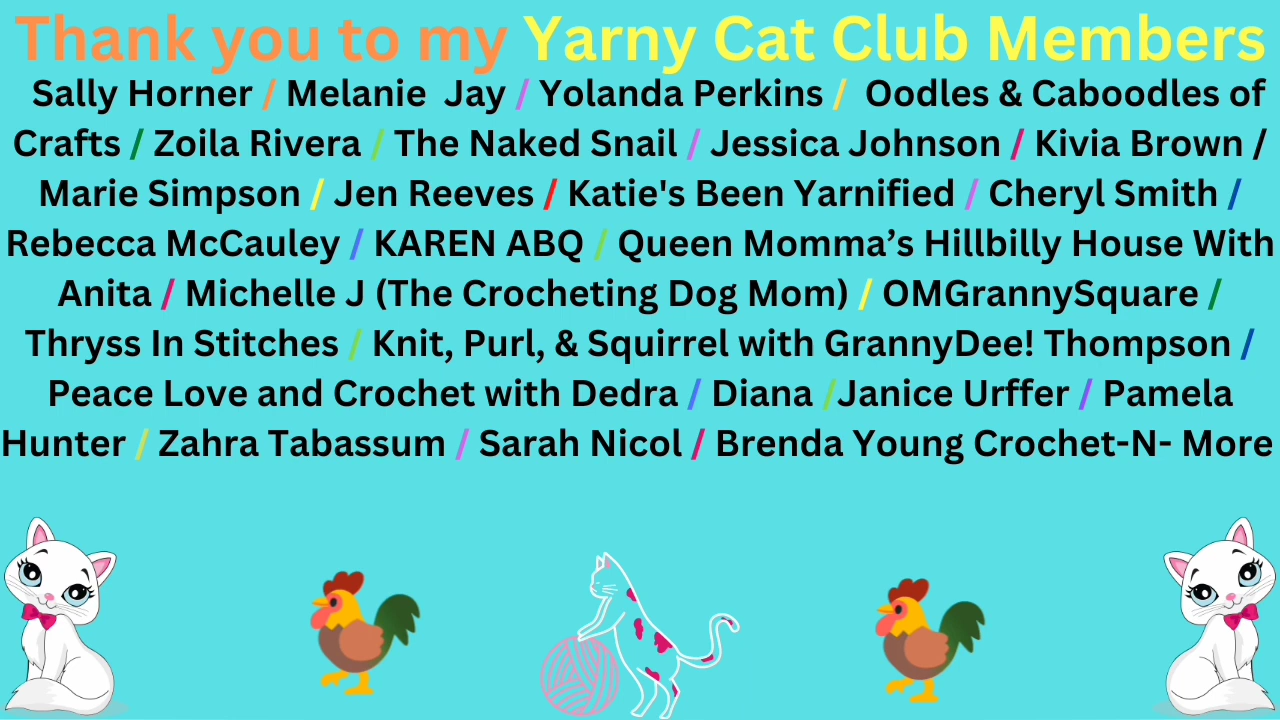 Thank you to my Yarny Cat Club Members
Sally Horner / Melanie  Jay / Yolanda Perkins /  Oodles & Caboodles of
Crafts / Zoila Rivera / The Naked Snail / Jessica Johnson / Kivia Brown /
Marie Simpson / Jen Reeves / Katie's Been Yarnified / Cheryl Smith /
Rebecca McCauley / KAREN ABQ / Queen Momma’s Hillbilly House With
Anita / Michelle J (The Crocheting Dog Mom) / OMGrannySquare /
Thryss In Stitches / Knit, Purl, & Squirrel with GrannyDee! Thompson /
Peace Love and Crochet with Dedra / Diana /Janice Urffer / Pamela
Hunter / Zahra Tabassum / Sarah Nicol / Brenda Young Crochet-N- More